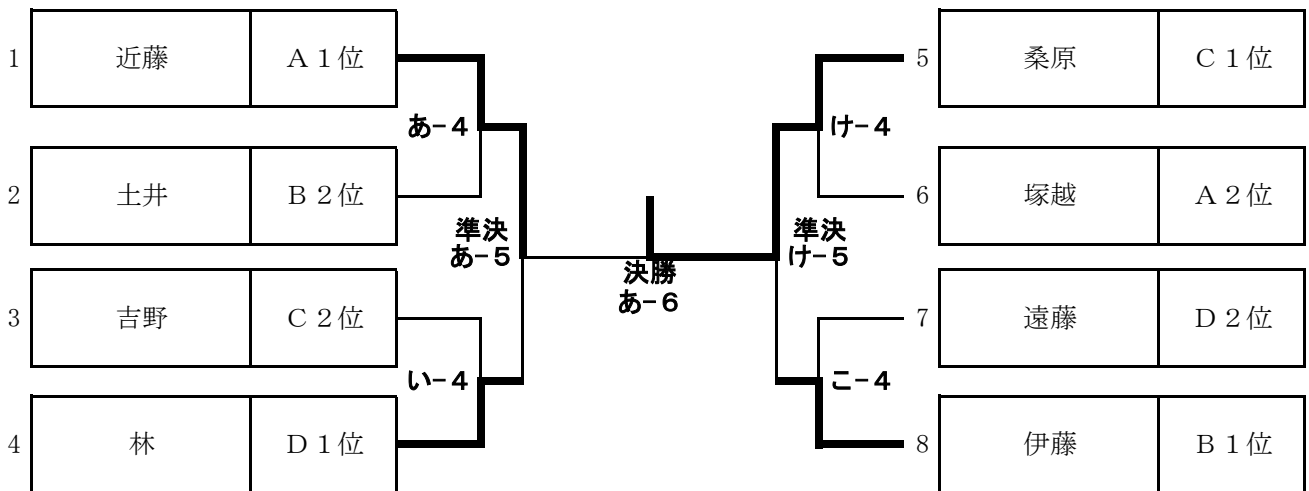 1 近藤 A1位
あ-4
2 土井 B2位
準決
あ-5
3 吉野 C2位
い-4
4 林 D1位
決勝
あ-6
5 桑原 C1位
け-4
6 塚越 A2位
準決
け-5
7 遠藤 D2位
こ-4
8 伊藤 B1位